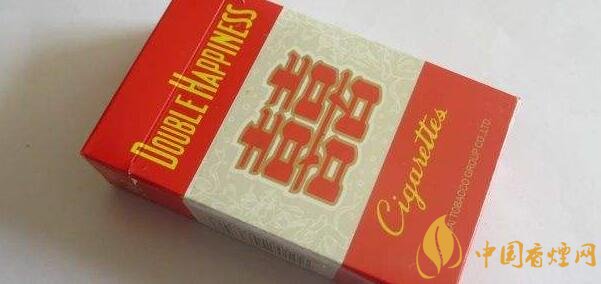 DOUBLE HAPPINESS
囍
Cigarettes
TOBACCO GROUP CO.,LTD
中国香烟网